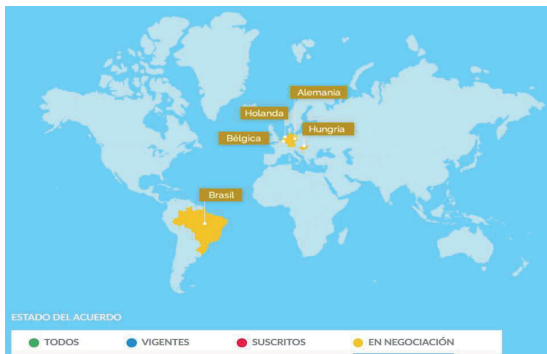 Alemania
Holanda
Hungría
Bélgica
Brasil
ESTADO DEL ACUERDO
TODOS VIGENTES SUSCRITOS EN NEGOCIACIÓN